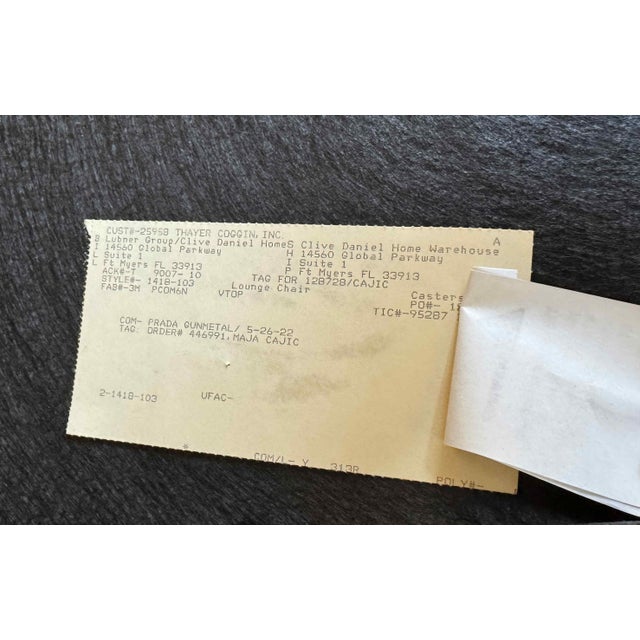 CUST#-25958 THAYER COGGIN, INC. A
B Lubner Group/Clive Daniel Home S Clive Daniel Home Warehouse
I 14560 Global Parkway H 14560 Global Parkway
L Suite 1 I Suite 1
L Ft Myers FL 33913 P Ft Myers FL 33913
ACK#-T 9007-10 TAG FOR 128728/CAJIC
STYLE#- 1418-103 Lounge Chair Casters
FAB#-3M PCOM6N VTOP PO#-
TIC#-95287
COM- PRADA GUNMETAL/ 5-26-22
TAG: ORDER# 446991, MAJA CAJIC
2-1418-103 UFAC-
* COM/L- Y 313R
POLY#-